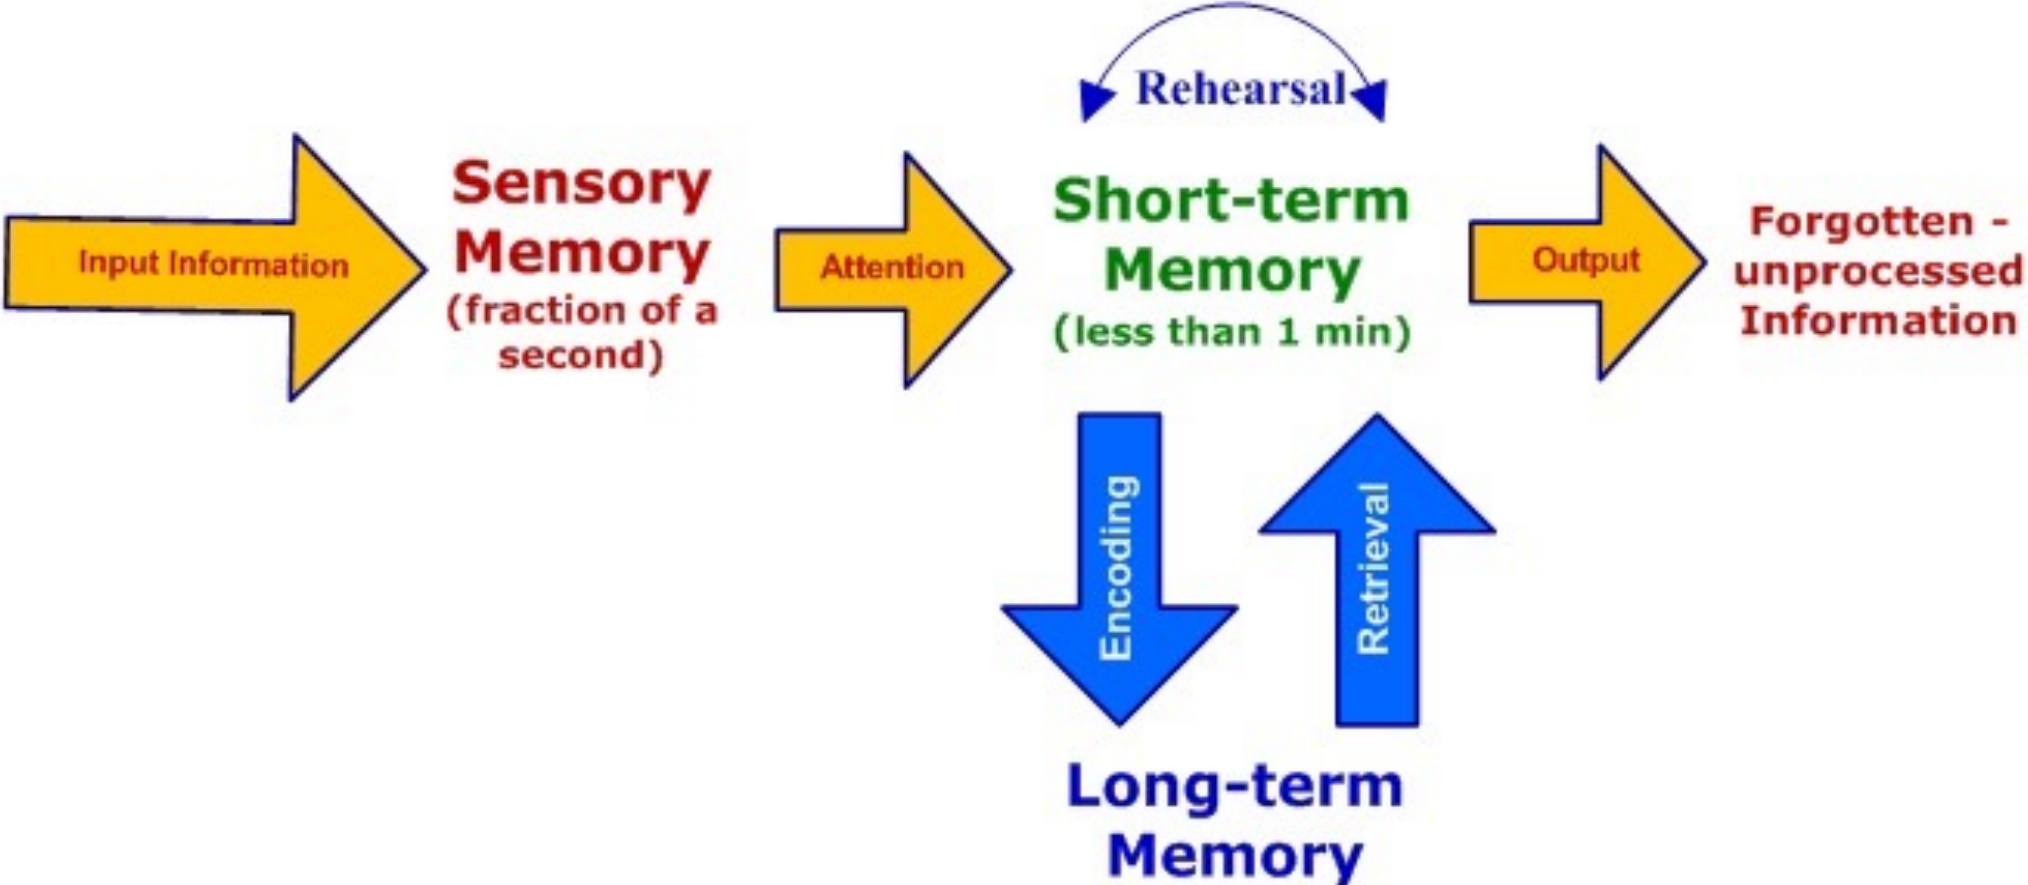 Rehearsal
Input Information
Sensory
Memory
(fraction of a
second)
Attention
Short-term
Memory
(less than 1 min)
Output
Forgotten -
unprocessed
Information
Encoding
Retrieval
Long-term
Memory